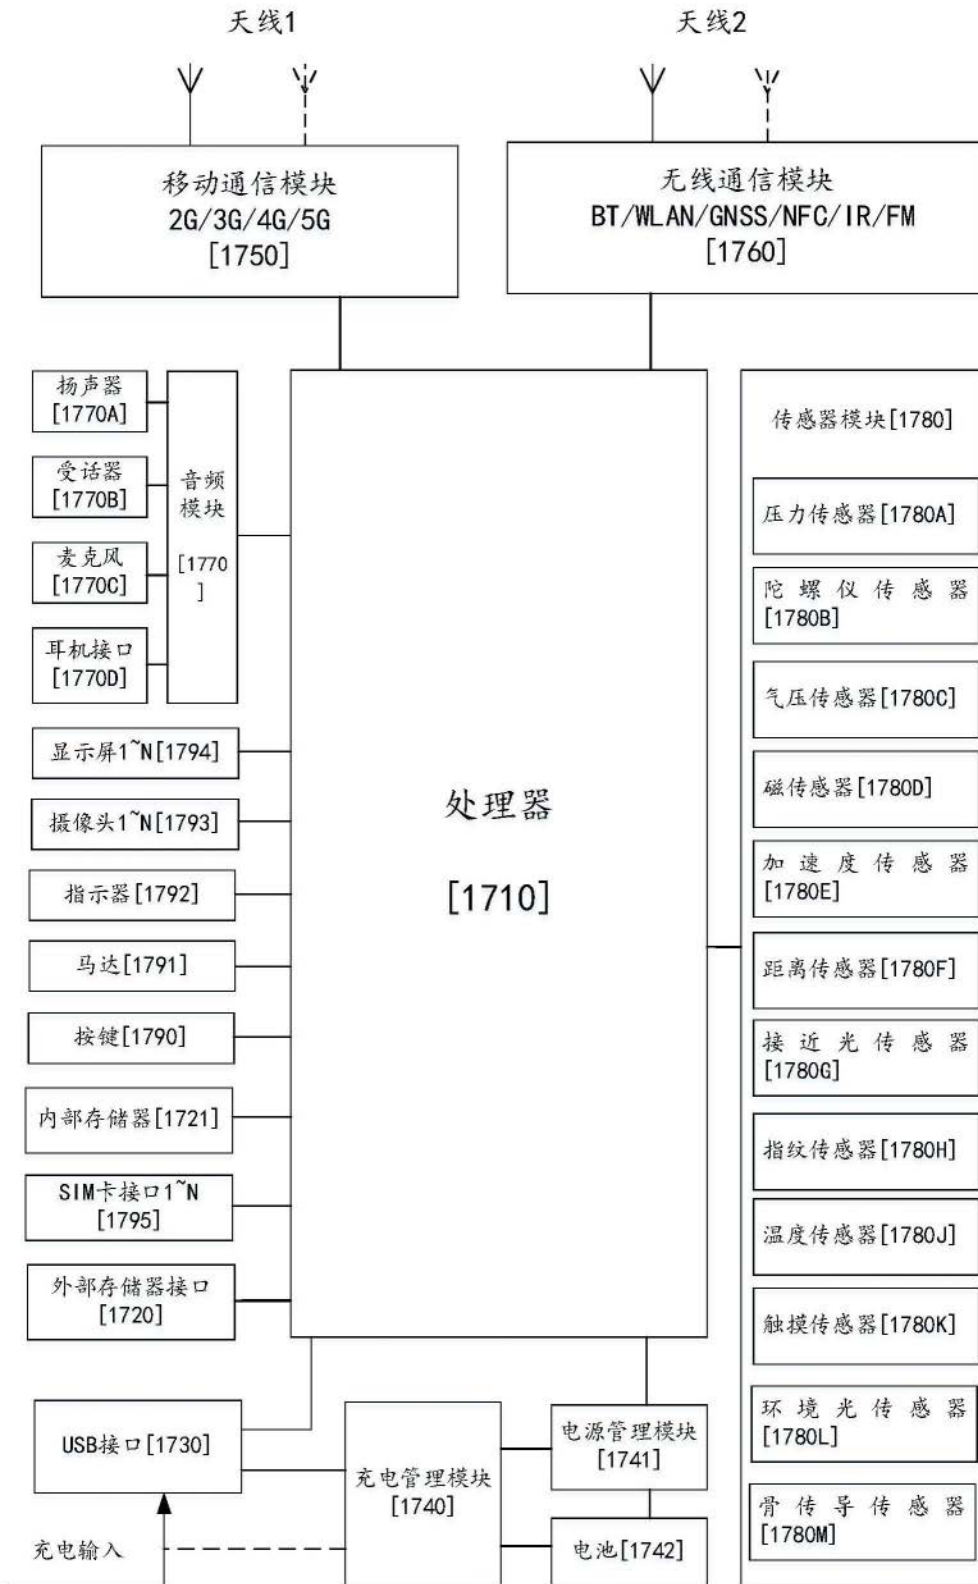 天线1
天线2
移动通信模块
2G/3G/4G/5G
[1750]
无线通信模块
BT/WLAN/GNSS/NFC/IR/FM
[1760]
扬声器
[1770A]
受话器
[1770B]
麦克风
[1770C]
耳机接口
[1770D]
音频
模块
[1770
]
显示屏1~N[1794]
摄像头1~N[1793]
指示器[1792]
马达[1791]
按键[1790]
内部存储器[1721]
SIM卡接口1~N
[1795]
外部存储器接口
[1720]
处理器
[1710]
传感器模块[1780]
压力传感器[1780A]
陀螺仪传感器
[1780B]
气压传感器[1780C]
磁传感器[1780D]
加速度传感器
[1780E]
距离传感器[1780F]
接近光传感器
[1780G]
指纹传感器[1780H]
温度传感器[1780J]
触摸传感器[1780K]
环境光传感器
[1780L]
骨传导传感器
[1780M]
USB接口[1730]
充电输入
充电管理模块
[1740]
电源管理模块
[1741]
电池[1742]